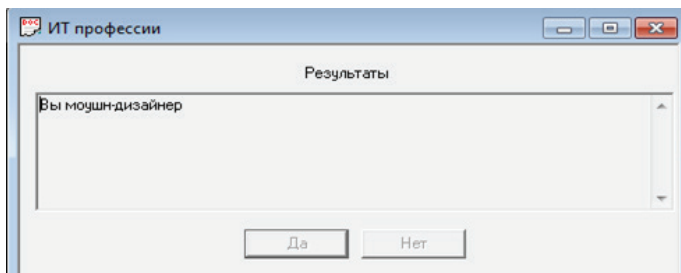 ИТ профессии
Результаты
Вы моушн-дизайнер
Да Нет